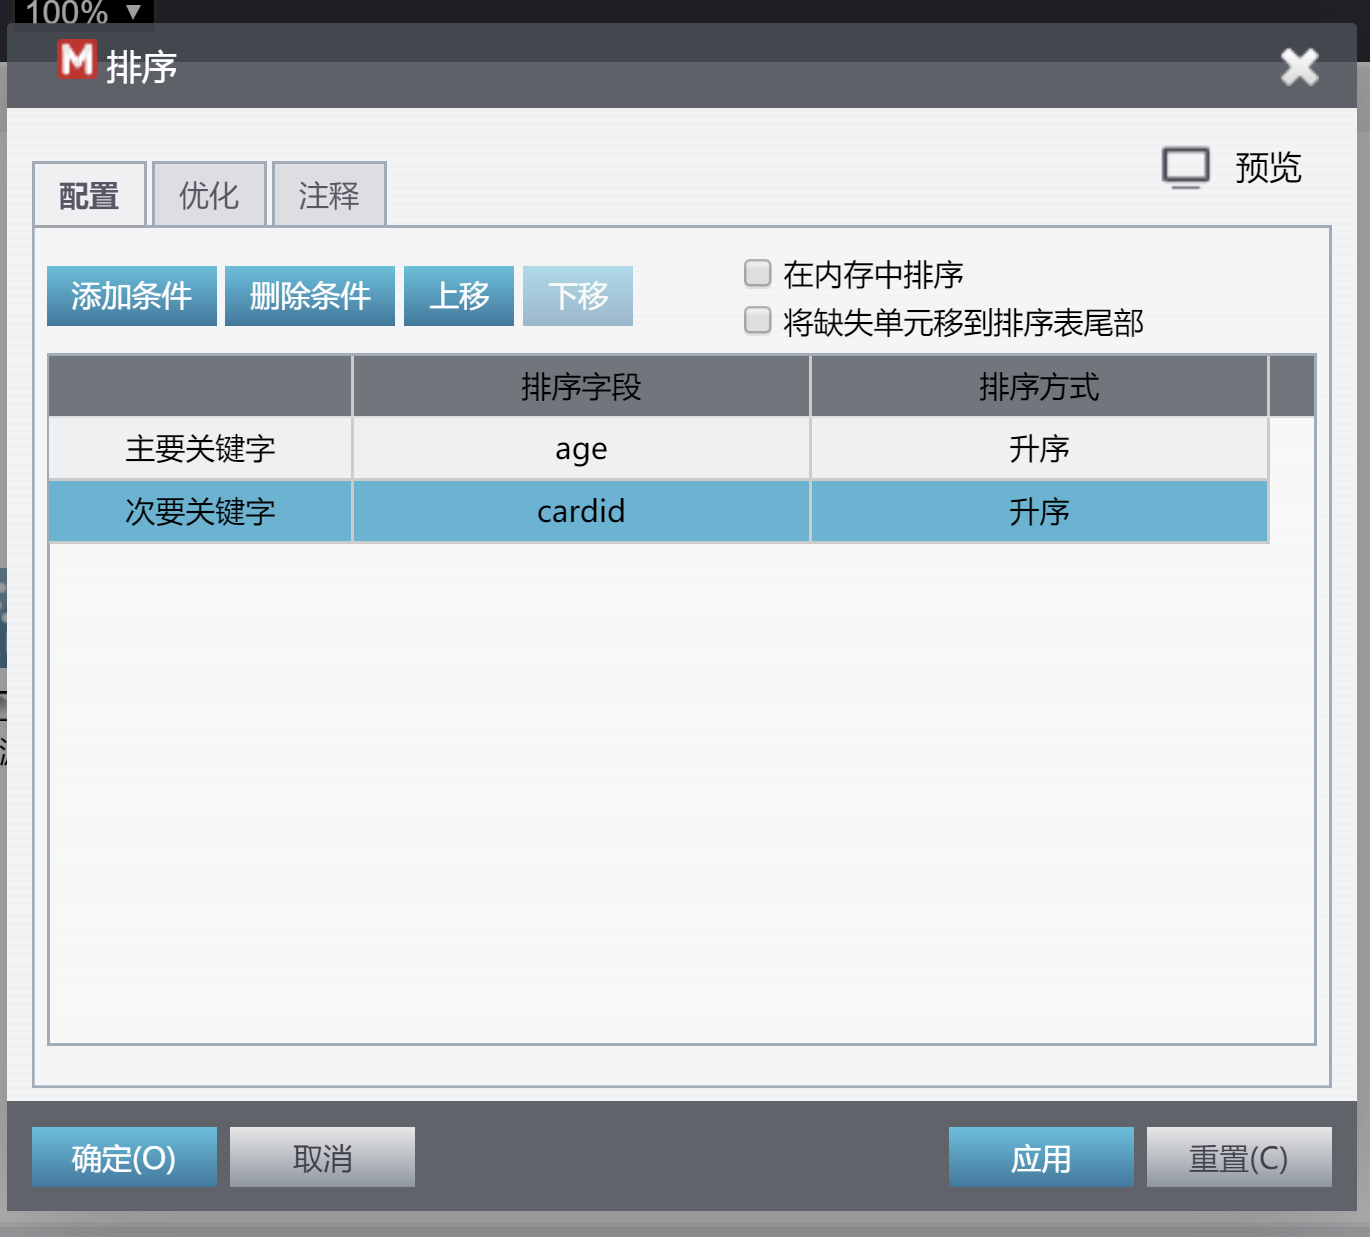 100% ▼
M 排序
预览
配置 优化 注释
添加条件 删除条件 上移 下移
在内存中排序
将缺失单元移到排序表尾部
排序字段 排序方式
主要关键字 age 升序
次要关键字 cardid 升序
确定(O) 取消 应用 重置(C)